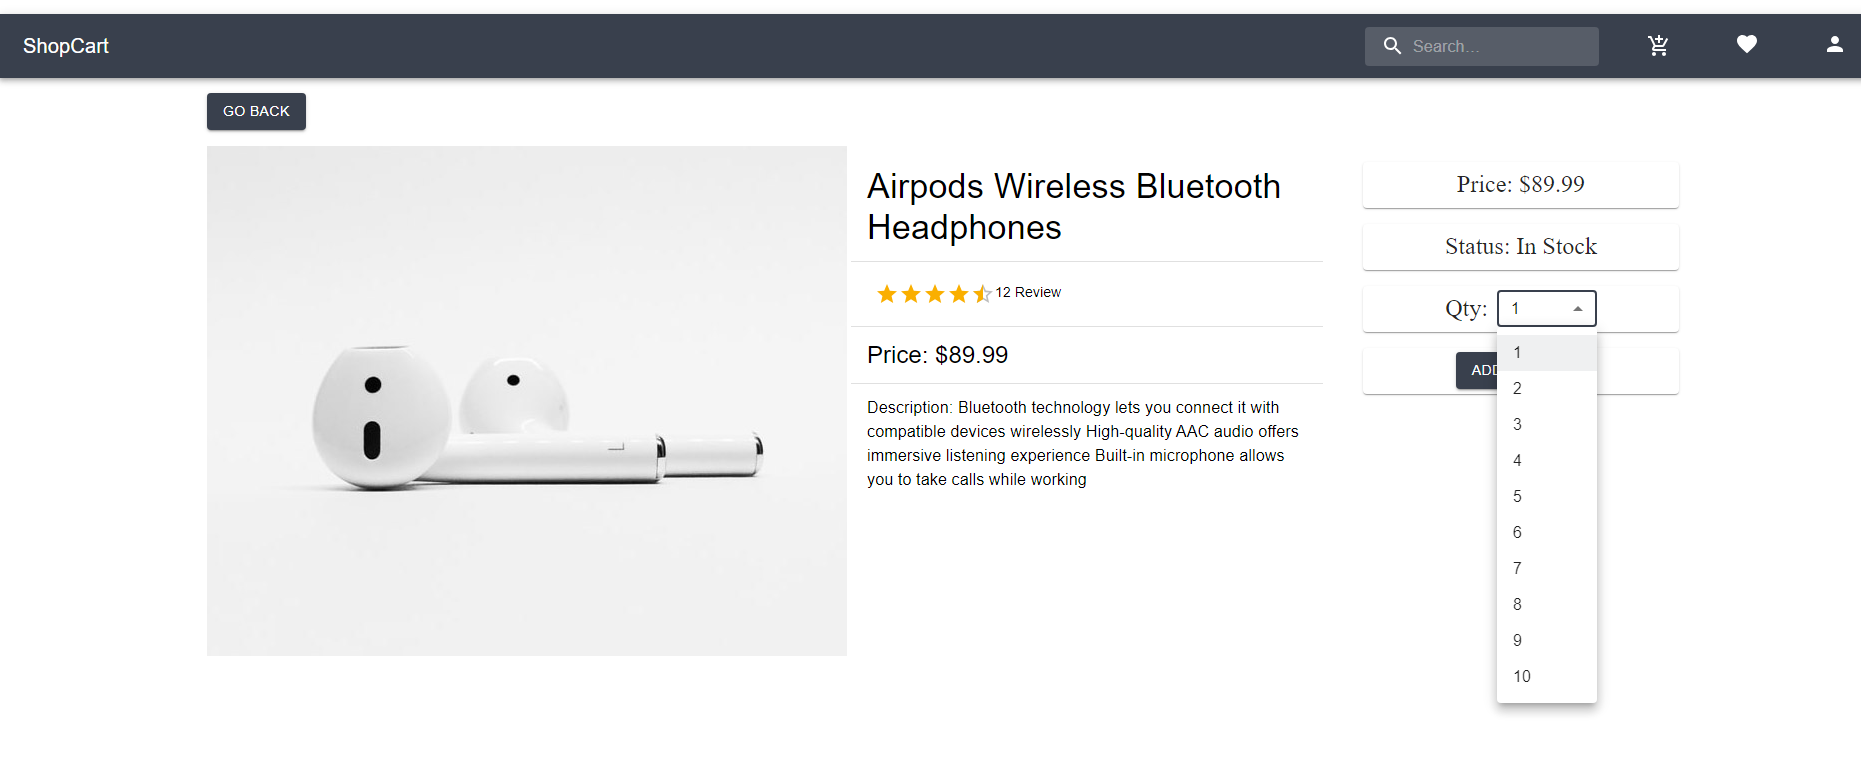 ShopCart
Search...
GO BACK
Airpods Wireless Bluetooth
Headphones
12 Review
Price: $89.99
Description: Bluetooth technology lets you connect it with
compatible devices wirelessly High-quality AAC audio offers
immersive listening experience Built-in microphone allows
you to take calls while working
Price: $89.99
Status: In Stock
Qty: 1
1
2
3
4
5
6
7
8
9
10